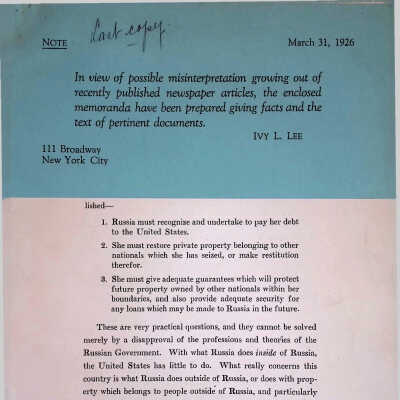 Last copy.
NOTE
March 31, 1926
In view of possible misinterpretation growing out of
recently published newspaper articles, the enclosed
memoranda have been prepared giving facts and the
text of pertinent documents.
IVY L. LEE
111 Broadway
New York City
lished—
1. Russia must recognize and undertake to pay her debt
to the United States.
2. She must restore private property belonging to other
nationals which she has seized, or make restitution
therefor.
3. She must give adequate guarantees which will protect
future property owned by other nationals within her
boundaries, and also provide adequate security for
any loans which may be made to Russia in the future.
These are very practical questions, and they cannot be solved
merely by a disapproval of the professions and theories of the
Russian Government. With what Russia does inside of Russia,
the United States has little to do. What really concerns this
country is what Russia does outside of Russia, or does with prop-
erty which belongs to people outside of Russia, and particularly